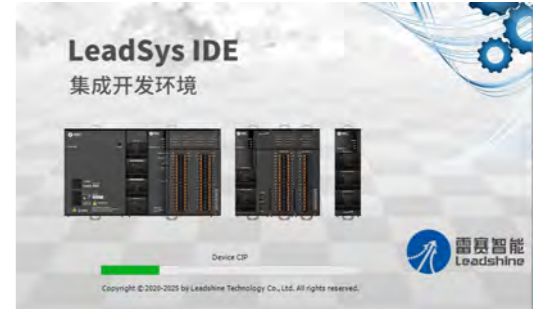 LeadSys IDE
集成开发环境
Device CIP
雷赛智能
Leadshine
Copyright © 2020-2025 by Leadshine Technology Co., Ltd. All rights reserved.